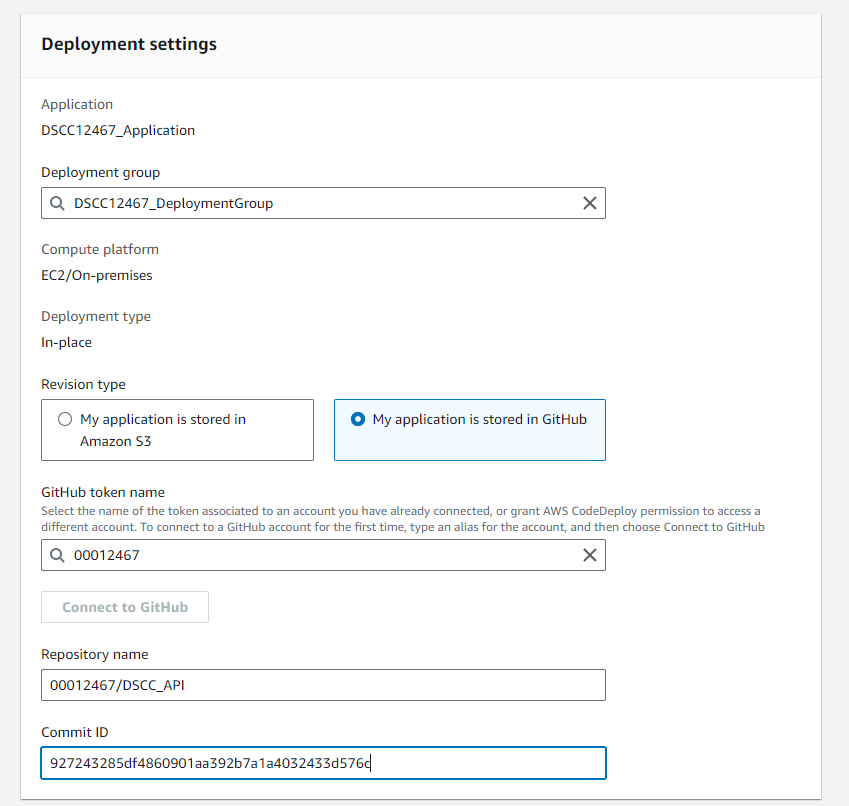 Deployment settings
Application
DSCC12467_Application
Deployment group
DSCC12467_DeploymentGroup
Compute platform
EC2/On-premises
Deployment type
In-place
Revision type
My application is stored in
Amazon S3
My application is stored in GitHub
GitHub token name
Select the name of the token associated to an account you have already connected, or grant AWS CodeDeploy permission to access a
different account. To connect to a GitHub account for the first time, type an alias for the account, and then choose Connect to GitHub
00012467
Connect to GitHub
Repository name
00012467/DSCC_API
Commit ID
927243285df4860901aa392b7a1a4032433d576c